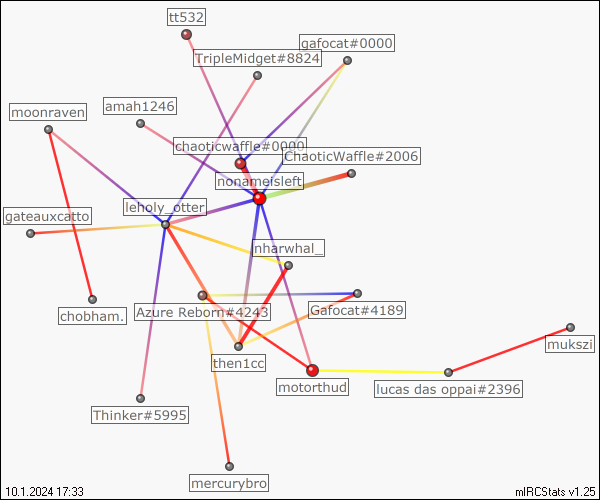 tt532
gafocat#0000
TripleMidget#8824
amah1246
moonraven
chaoticwaffle#0000
ChaoticWaffle#2006
nonameisleft
leholy_otter
gateauxcatto
nharwhal_
chobham.
Azure Reborn#4243
Gafocat#4189
mukszi
then1cc
motorthud
lucas das oppai#2396
Thinker#5995
mercurybro
10.1.2024 17:33
mIRCStats v1.25